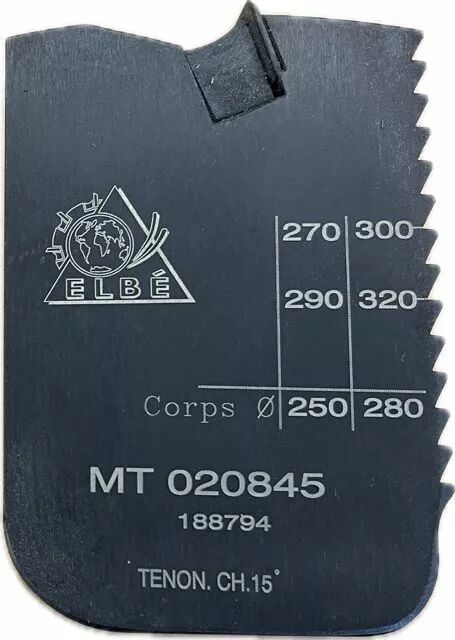 270 300
ELBÉ
290 320
Corps Ø 250 280
MT 020845
188794
TENON. CH.15°